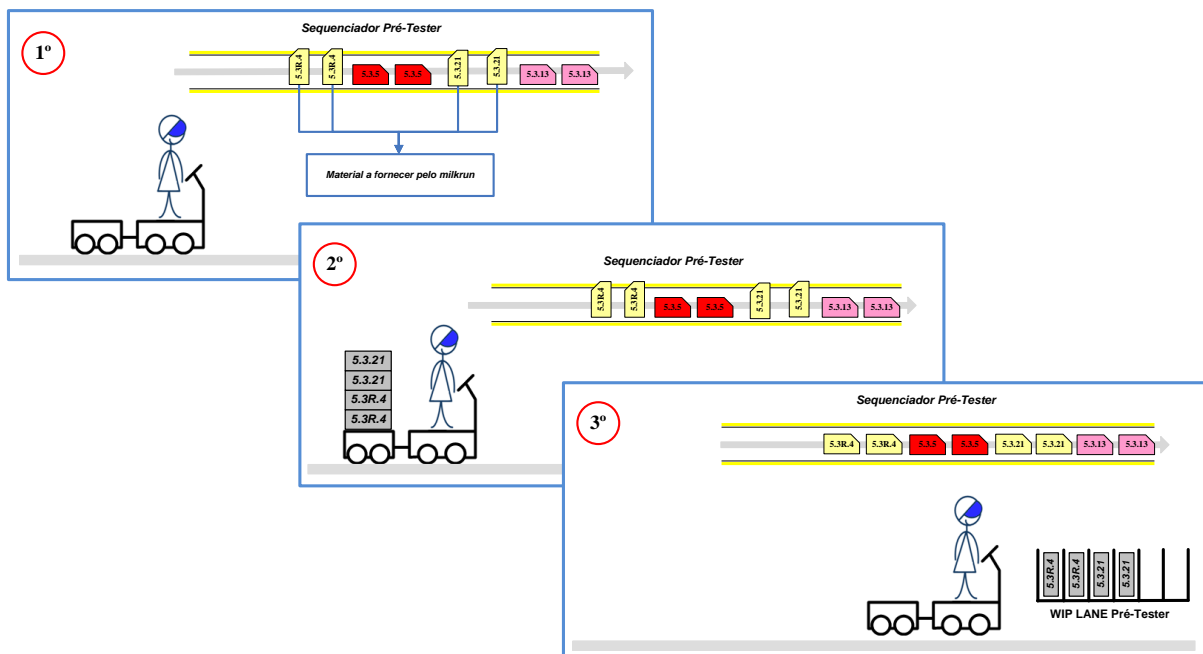 1º
Sequenciador Pré-Tester
5.3R.4 5.3R.4 5.3.5 5.3.5 5.3.21 5.3.21 5.3.13 5.3.13
Material a fornecer pelo milkrun
2º
Sequenciador Pré-Tester
5.3R.4 5.3R.4 5.3.5 5.3.5 5.3.21 5.3.21 5.3.13 5.3.13
5.3.21
5.3.21
5.3R.4
5.3R.4
3º
Sequenciador Pré-Tester
5.3R.4 5.3R.4 5.3.5 5.3.5 5.3.21 5.3.21 5.3.13 5.3.13
5.3R.4 5.3R.4 5.3.21 5.3.21
WIP LANE Pré-Tester